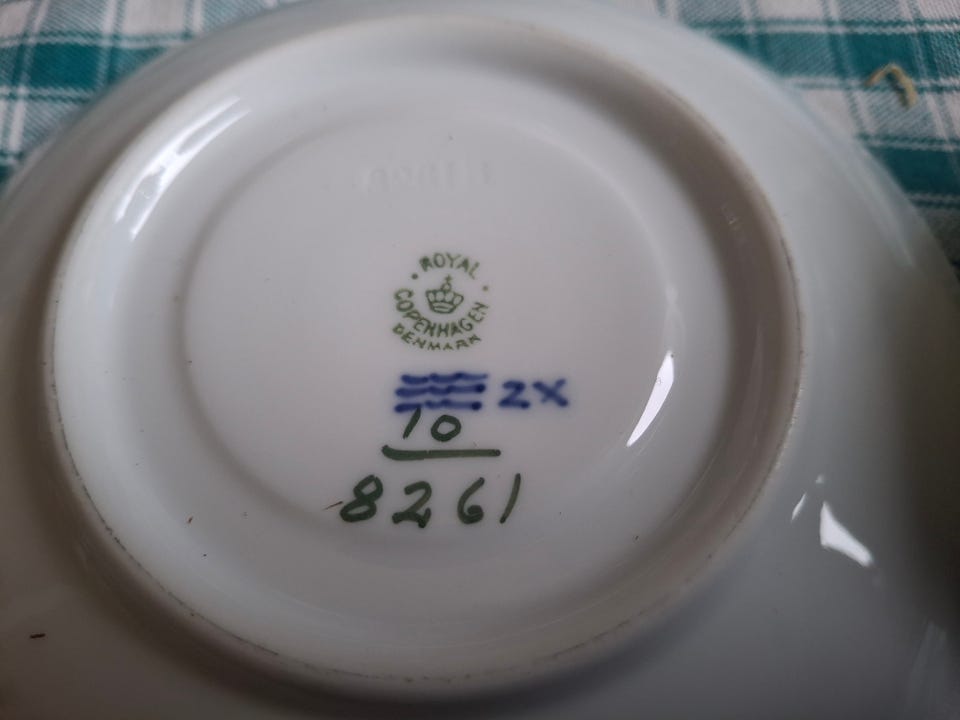 ROYAL
COPENHAGEN
DENMARK
2X
10
8261